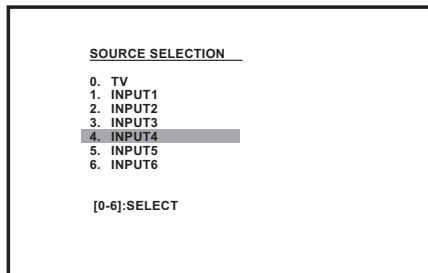 SOURCE SELECTION
0. TV
1. INPUT1
2. INPUT2
3. INPUT3
4. INPUT4
5. INPUT5
6. INPUT6
[0-6]:SELECT